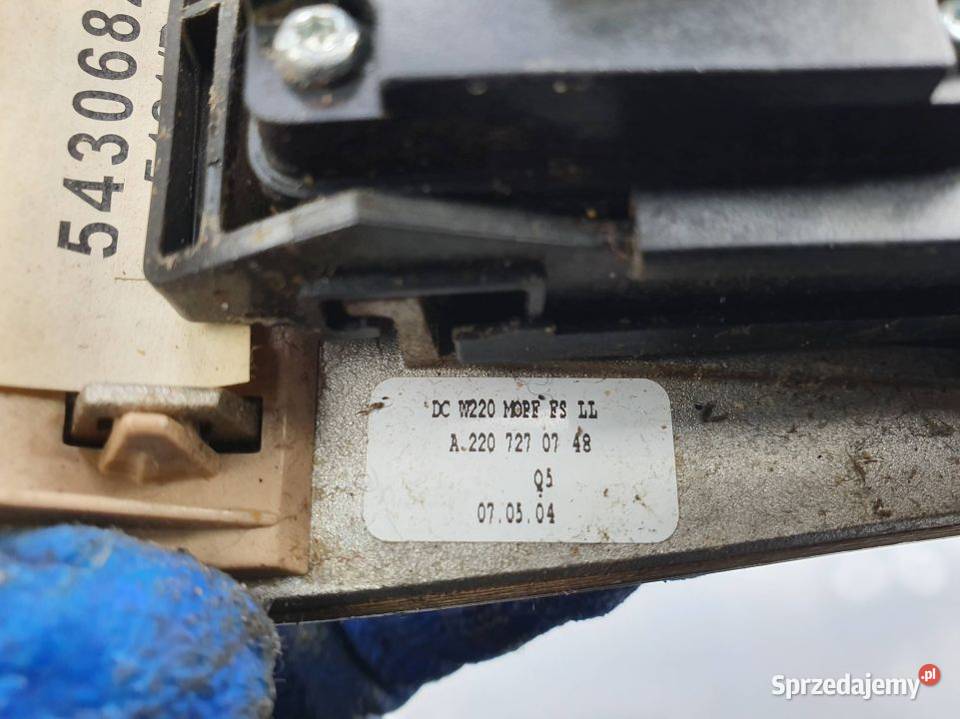 543068
DC W220 MOPF FS LL
A 220 727 07 48
Q5
07.05.04
Sprzedajemy.pl